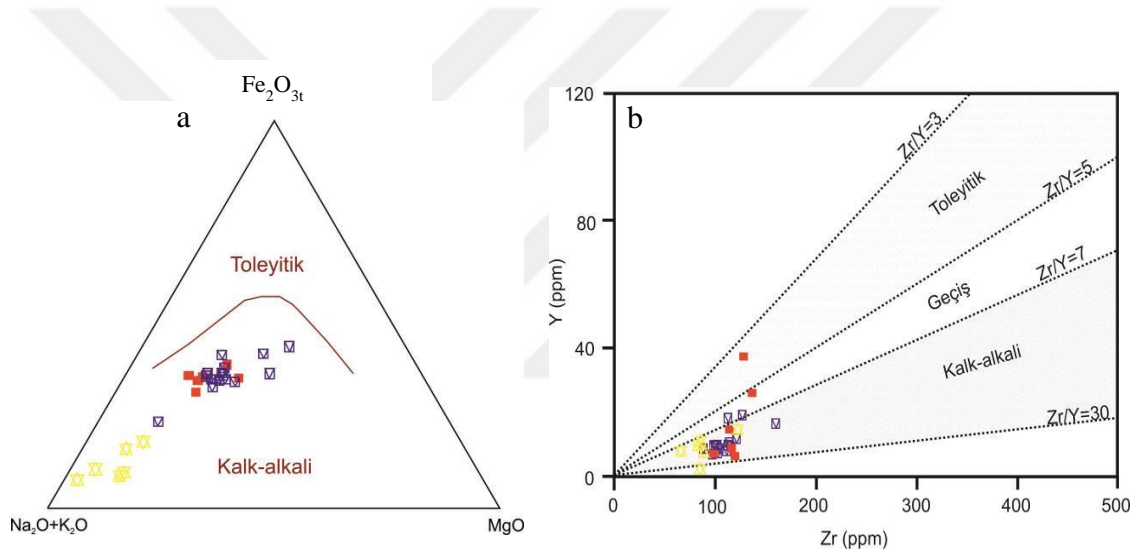 Fe₂O₃t
a
Toleyitik
Kalk-alkali
Na₂O+K₂O
MgO
b
120
80
40
0
Y (ppm)
Zr/Y=3
Toleyitik
Zr/Y=5
Geçiş
Zr/Y=7
Kalk-alkali
Zr/Y=30
0
100
200
300
400
500
Zr (ppm)